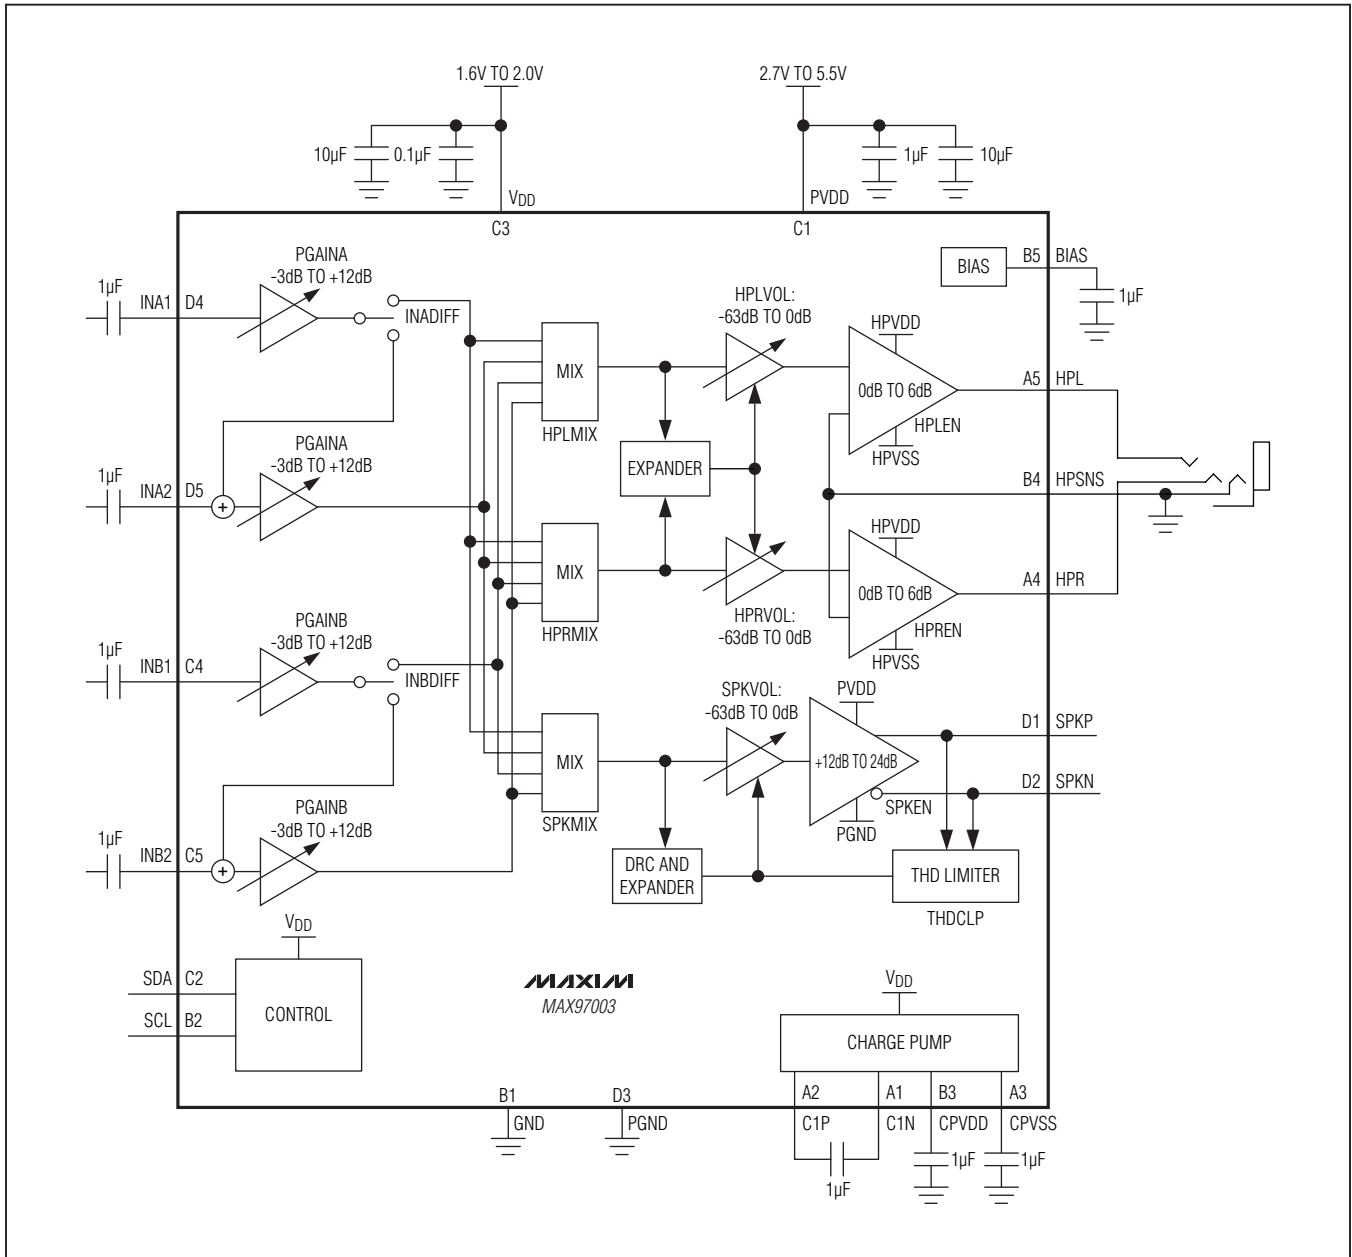 1.6V TO 2.0V
2.7V TO 5.5V
10µF
0.1µF
1µF
10µF
VDD
PVDD
C3
C1
PGAINA
-3dB TO +12dB
1µF
INA1
D4
INADIFF
HPLVOL:
-63dB TO 0dB
BIAS
B5
BIAS
1µF
HPVDD
MIX
0dB TO 6dB
A5
HPL
HPLMIX
HPLEN
HPVSS
PGAINA
-3dB TO +12dB
EXPANDER
1µF
INA2
D5
+
B4
HPSNS
HPVDD
MIX
0dB TO 6dB
A4
HPR
HPRMIX
HPRVOL:
-63dB TO 0dB
HPREN
HPVSS
PGAINB
-3dB TO +12dB
1µF
INB1
C4
INBDIFF
SPKVOL:
-63dB TO 0dB
PVDD
D1
SPKP
MIX
+12dB TO 24dB
D2
SPKN
SPKMIX
SPKEN
PGND
PGAINB
-3dB TO +12dB
1µF
INB2
C5
+
DRC AND
EXPANDER
THD LIMITER
THDCLP
VDD
SDA
C2
CONTROL
SCL
B2
MAXIM
MAX97003
VDD
CHARGE PUMP
B1
GND
D3
PGND
A2
A1
B3
A3
C1P
C1N
CPVDD
CPVSS
1µF
1µF
1µF